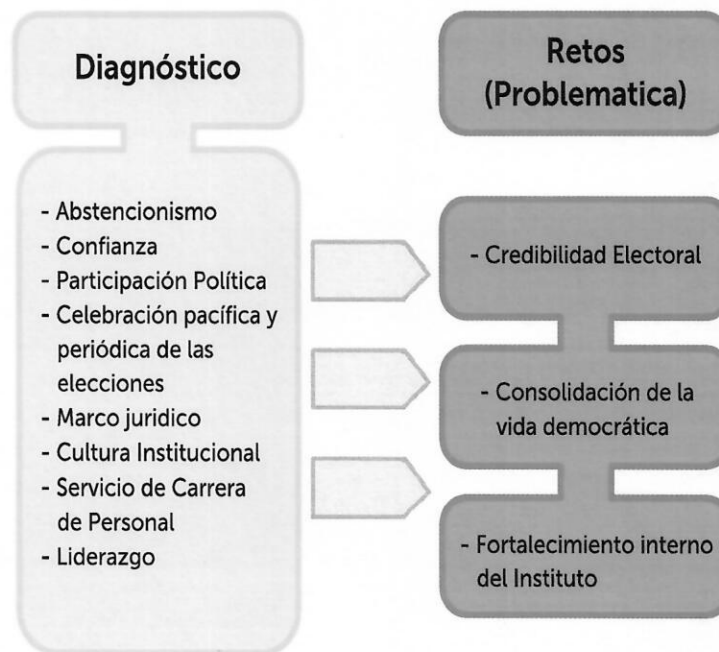 Diagnóstico
- Abstencionismo
- Confianza
- Participación Política
- Celebración pacífica y
periódica de las
elecciones
- Marco juridico
- Cultura Institucional
- Servicio de Carrera
de Personal
- Liderazgo
Retos
(Problematica)
- Credibilidad Electoral
- Consolidación de la
vida democrática
- Fortalecimiento interno
del Instituto